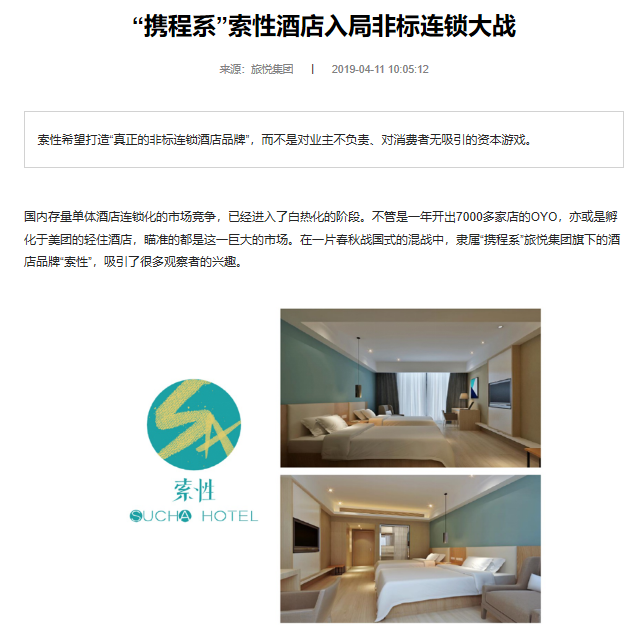 “携程系”索性酒店入局非标连锁大战
来源：旅悦集团 | 2019-04-11 10:05:12
索性希望打造“真正的非标连锁酒店品牌”，而不是对业主不负责、对消费者无吸引的资本游戏。
国内存量单体酒店连锁化的市场竞争，已经进入了白热化的阶段。不管是一年开出7000多家店的OYO，亦或是孵
化于美团的轻住酒店，瞄准的都是这一巨大的市场。在一片春秋战国式的混战中，隶属“携程系”旅悦集团旗下的酒
店品牌“索性”，吸引了很多观察者的兴趣。
SA
索性
SUCHA HOTEL